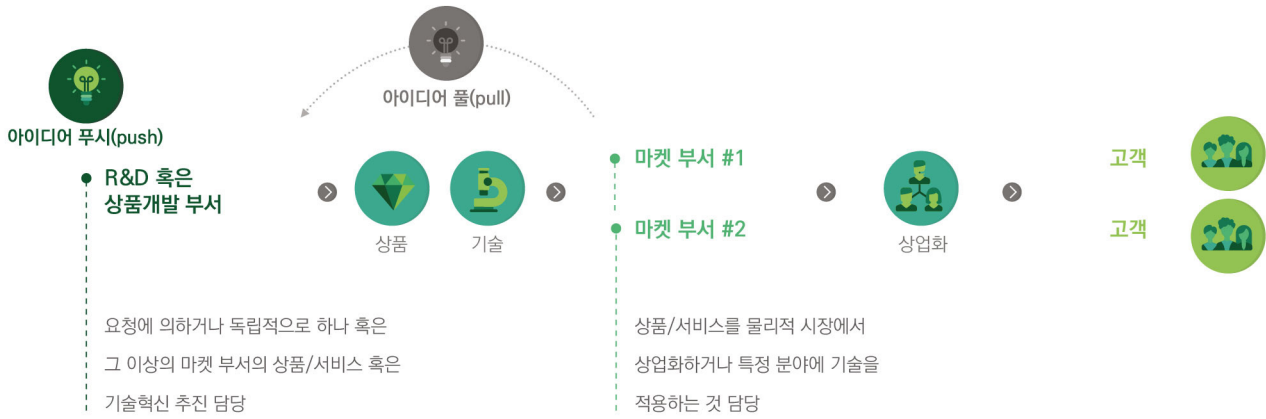 아이디어 풀(pull)
아이디어 푸시(push)
R&D 혹은
상품개발 부서
상품
기술
마켓 부서 #1
마켓 부서 #2
상업화
고객
고객
요청에 의하거나 독립적으로 하나 혹은
그 이상의 마켓 부서의 상품/서비스 혹은
기술혁신 추진 담당
상품/서비스를 물리적 시장에서
상업화하거나 특정 분야에 기술을
적용하는 것 담당